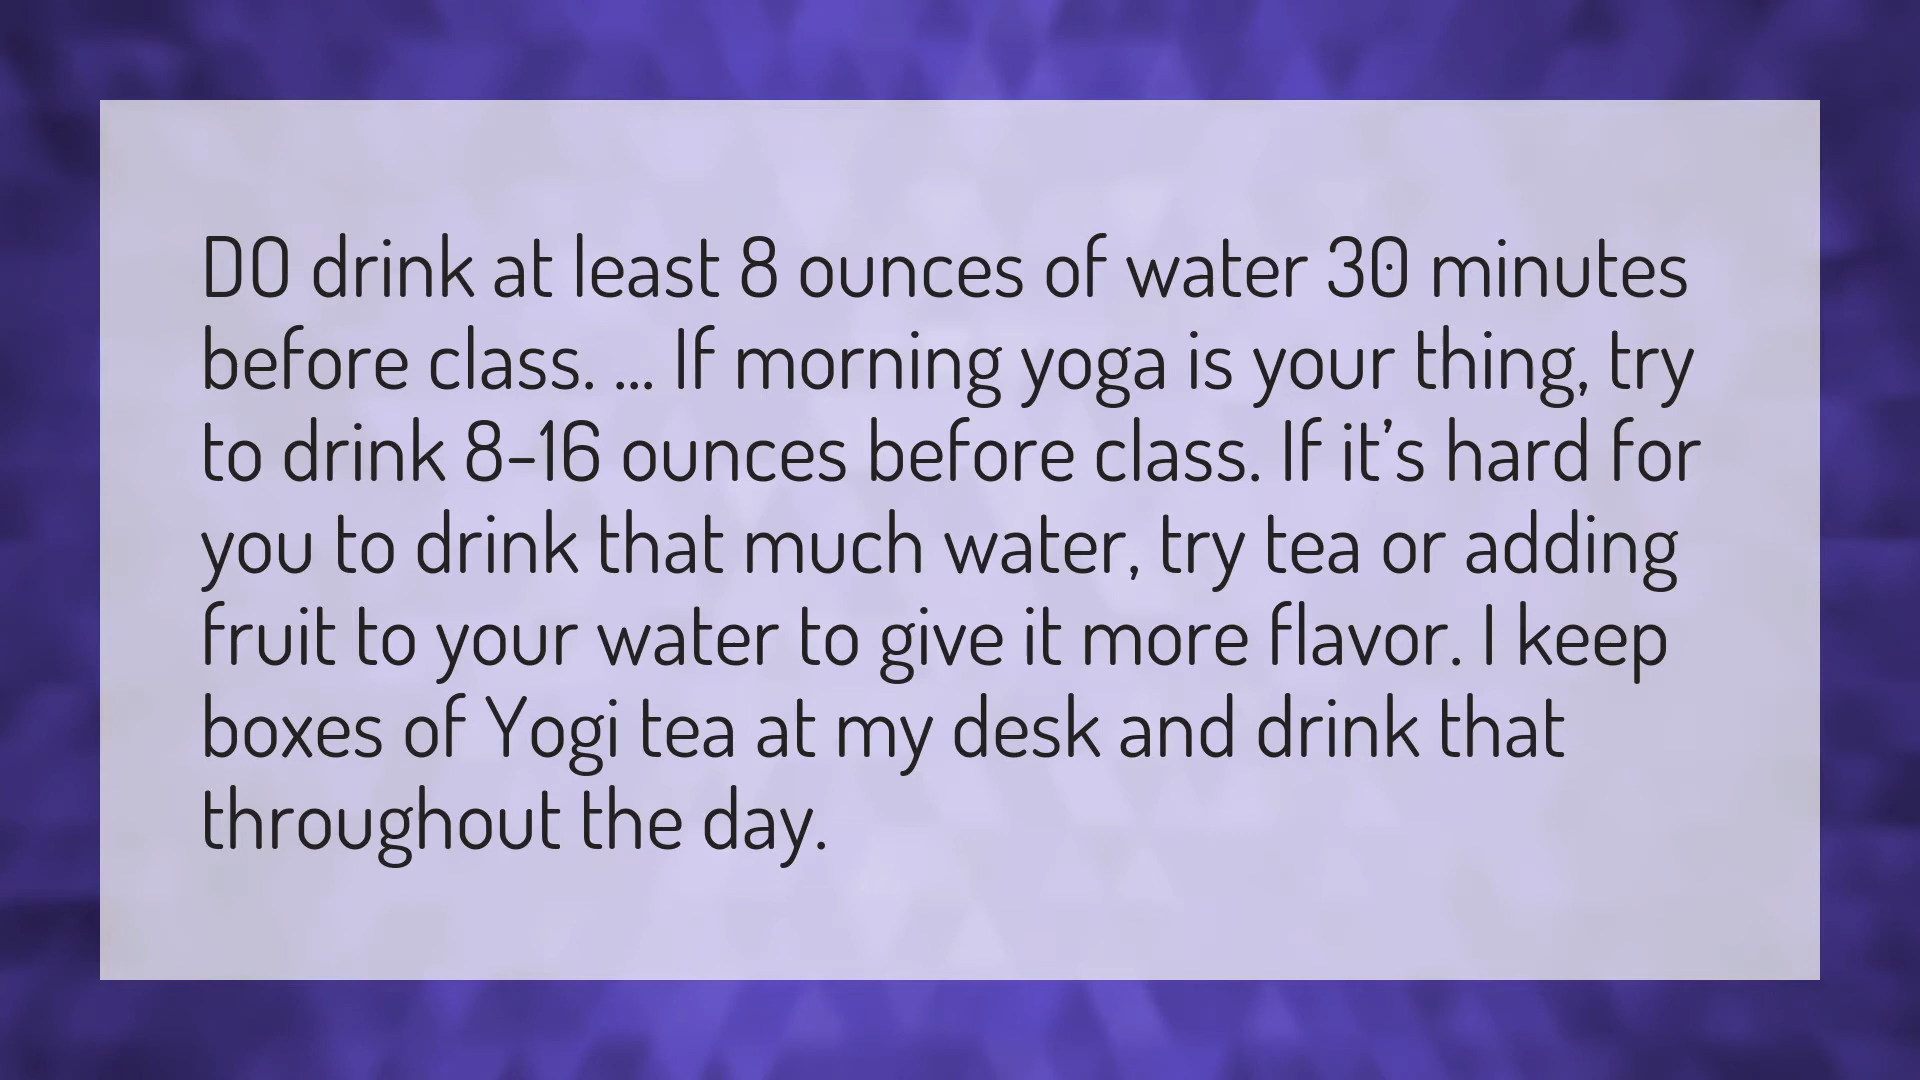 DO drink at least 8 ounces of water 30 minutes
before class. ... If morning yoga is your thing, try
to drink 8-16 ounces before class. If it’s hard for
you to drink that much water, try tea or adding
fruit to your water to give it more flavor. I keep
boxes of Yogi tea at my desk and drink that
throughout the day.